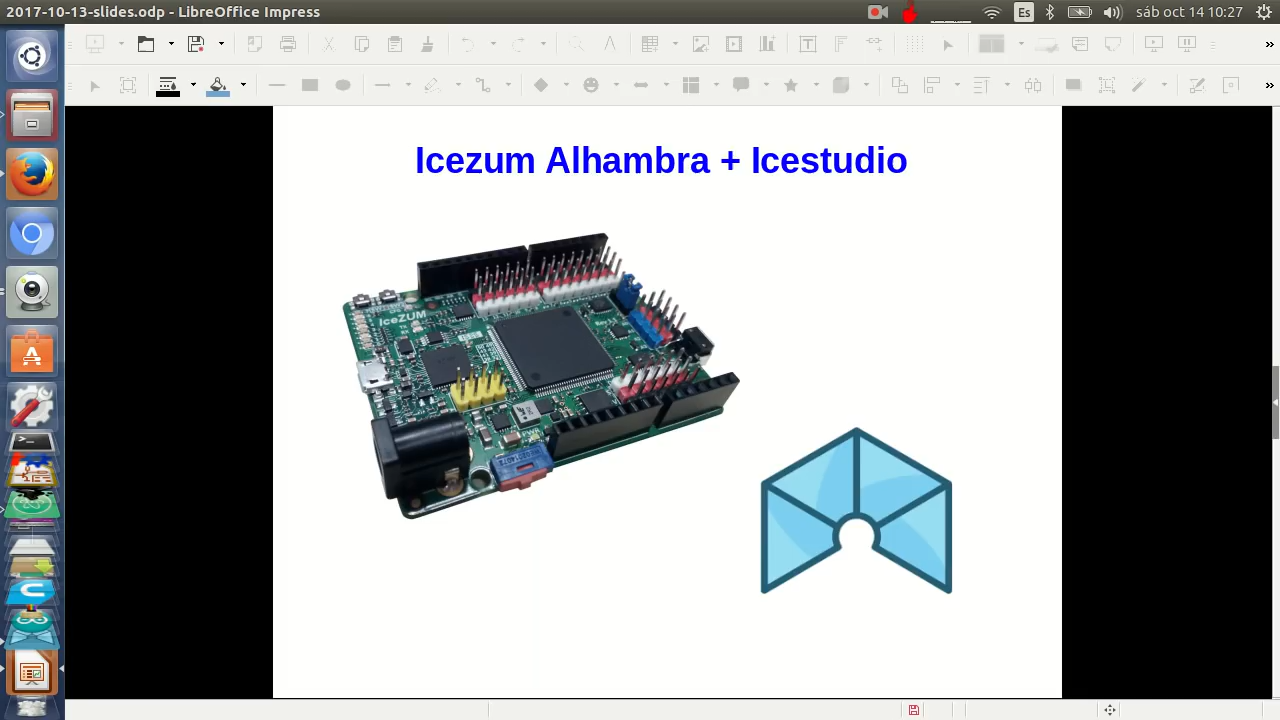 2017-10-13-slides.odp - LibreOffice Impress
Es
sáb oct 14 10:27
Icezum Alhambra + Icestudio
IceZUM